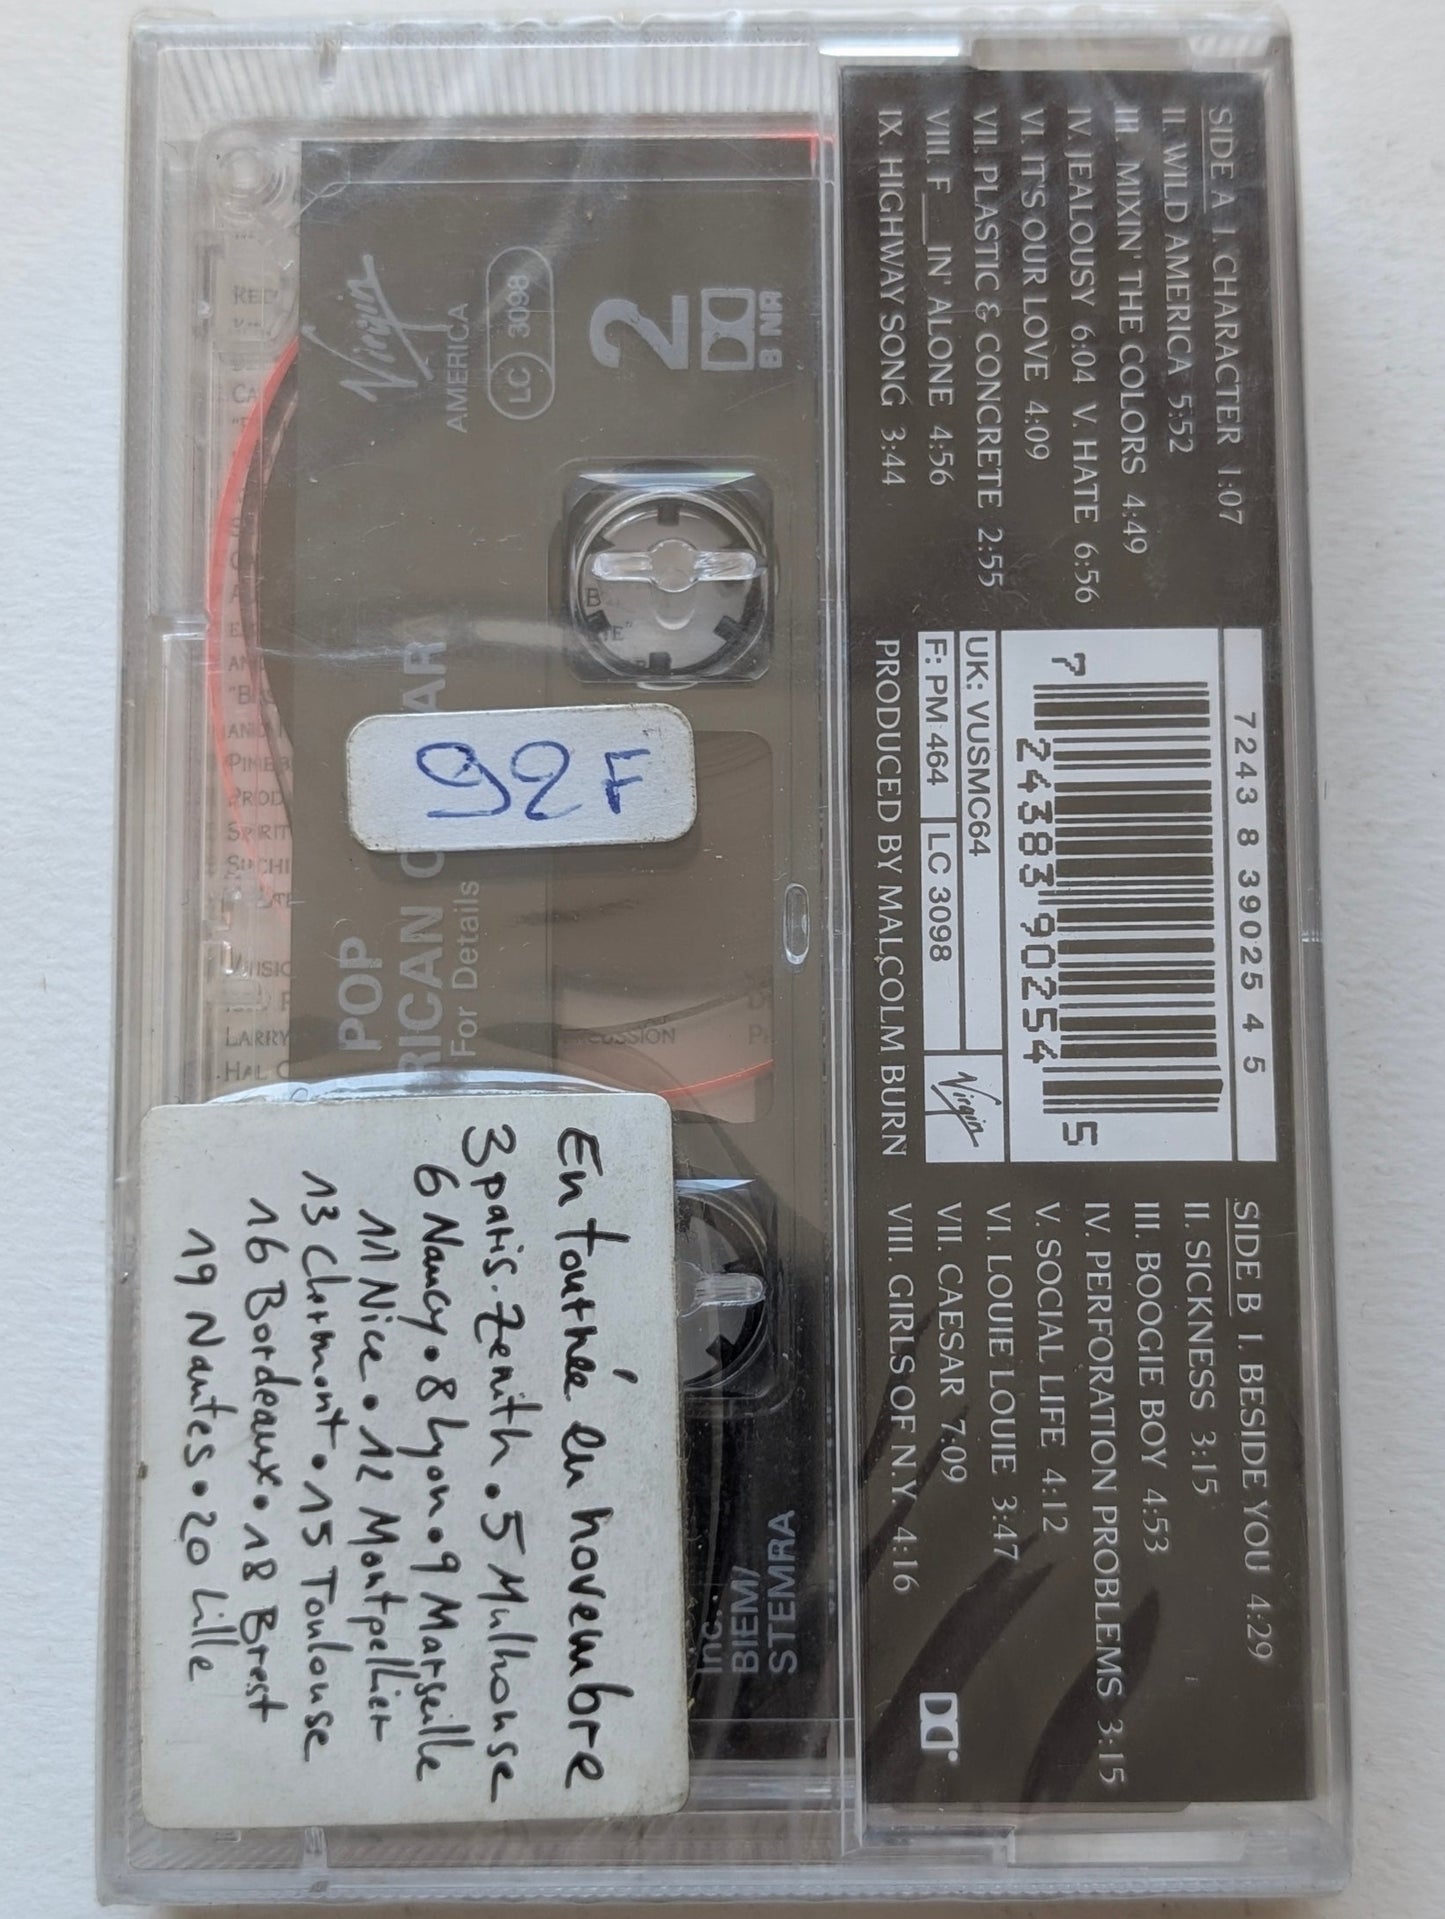 SIDE A I. CHARACTER 1:07
II. WILD AMERICA 5:52
III. MIXIN' THE COLORS 4:49
IV. JEALOUSY 6:04 V. HATE 6:56
VI. IT'S OUR LOVE 4:09
VII. PLASTIC & CONCRETE 2:55
VIII. F__IN' ALONE 4:56
IX. HIGHWAY SONG 3:44
7243 8 39025 4 5
7 24383 90254 5
UK: VUSMC64
F: PM 464 LC 3098
Virgin
PRODUCED BY MALCOLM BURN
SIDE B I. BESIDE YOU 4:29
II. SICKNESS 3:15
III. BOOGIE BOY 4:53
IV. PERFORATION PROBLEMS 3:15
V. SOCIAL LIFE 4:12
VI. LOUIE LOUIE 3:47
VII. CAESAR 7:09
VII. GIRLS OF N.Y. 4:16
B NR
2
LC 3098
Virgin
AMERICA
92F
POP
RICAN C AR
For Details
PERCUSSION
LARRY
HAL
Inc..
BIEM/
STEMRA
En tournée en novembre
3 paris. Zenith • 5 Mulhouse
6 Nancy • 8 Lyon • 9 Marseille
11 Nice • 12 Montpellier
13 Clermont • 15 Toulouse
16 Bordeaux • 18 Brest
19 Nantes • 20 Lille